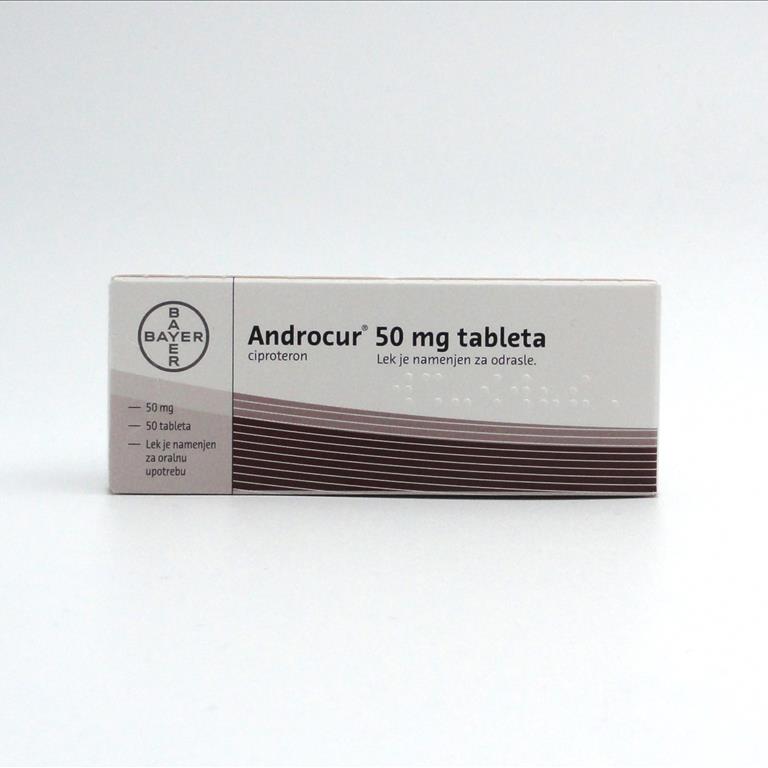 BAYER
BAYER
Androcur® 50 mg tableta
ciproteron
Lek je namenjen za odrasle.
— 50 mg
— 50 tableta
— Lek je namenjen
za oralnu
upotrebu